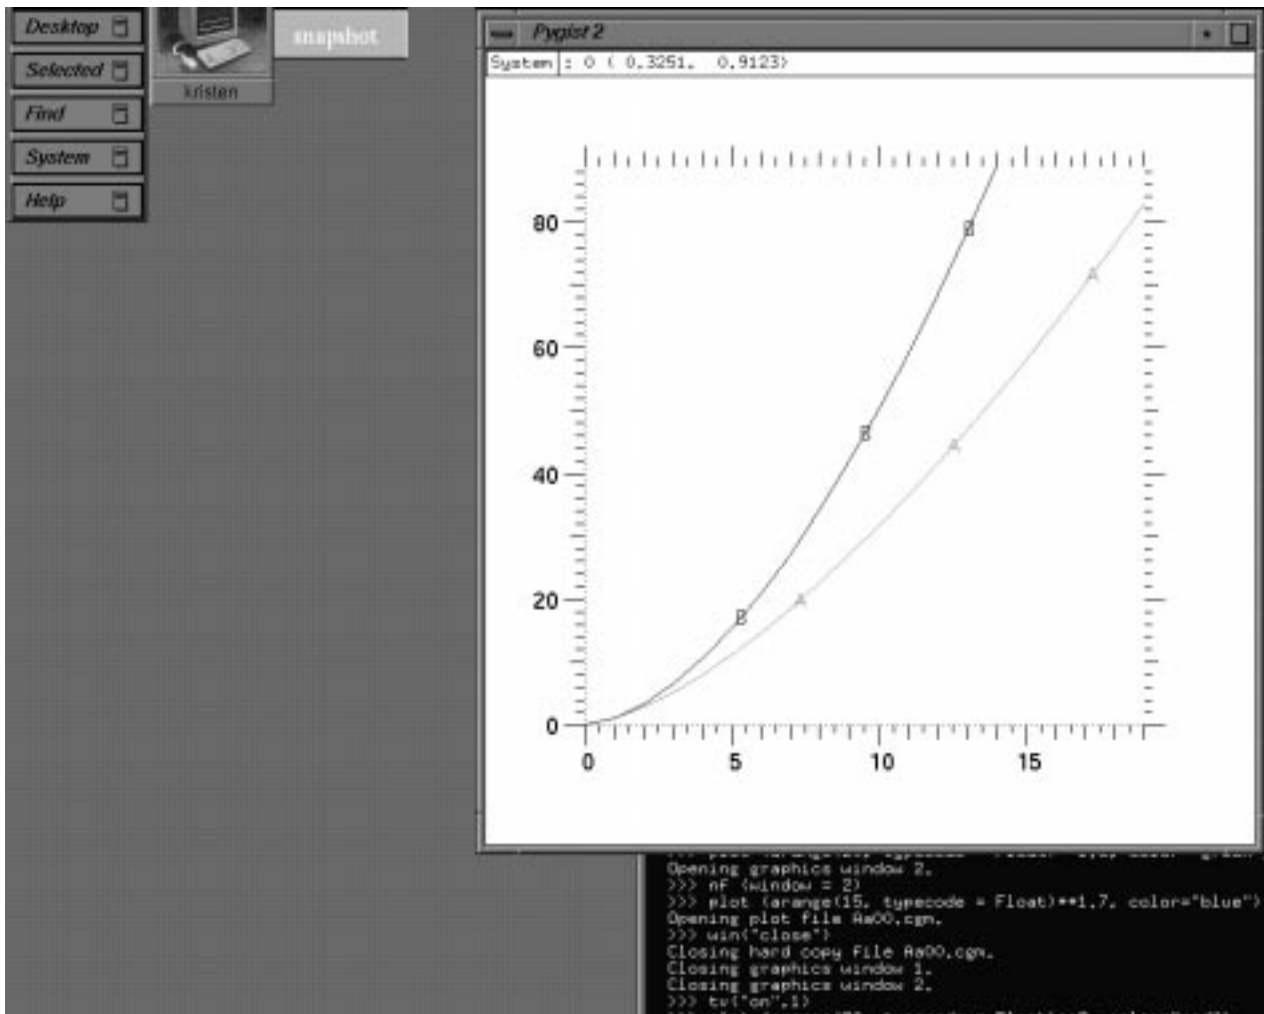 Desktop
Selected
Find
System
Help
kristen
snapshot
Pygist 2
System : 0 ( 0.3251, 0.9123)
80
60
40
20
0
0 5 10 15
B
B
B
A
A
A
Opening graphics window 2.
>>> nf (window = 2)
>>> plot (arange(15, typecode = Float)**1.7, color="blue")
Opening plot file Aa00.cgm.
>>> win("close")
Closing hard copy file Aa00.cgm.
Closing graphics window 1.
Closing graphics window 2.
>>> tv("on",1)